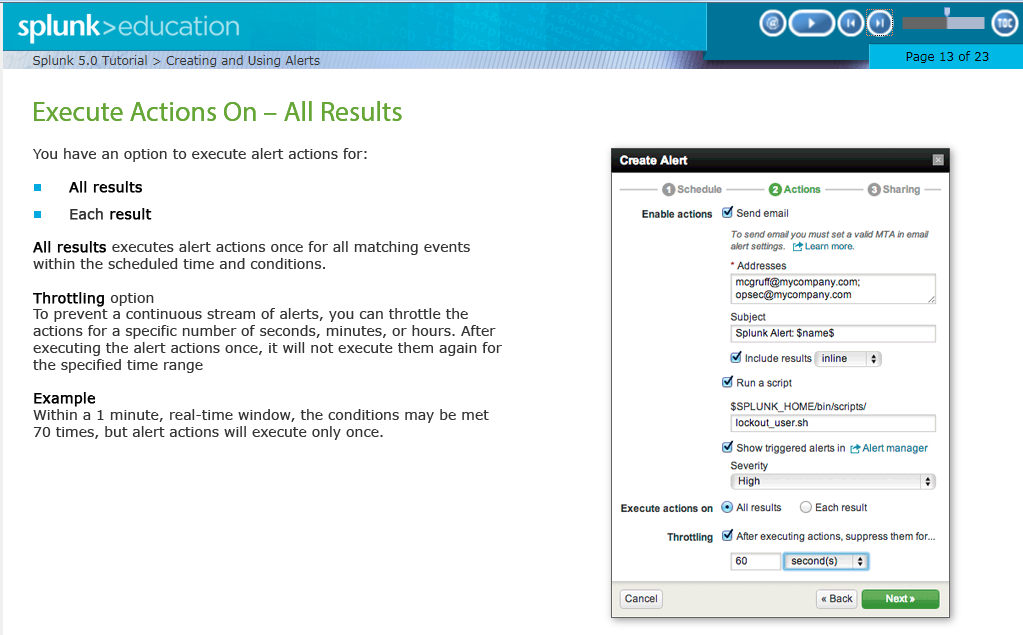 splunk>education
@
TOC
Splunk 5.0 Tutorial > Creating and Using Alerts
Page 13 of 23
Execute Actions On – All Results
You have an option to execute alert actions for:
All results
Each result
All results executes alert actions once for all matching events
within the scheduled time and conditions.
Throttling option
To prevent a continuous stream of alerts, you can throttle the
actions for a specific number of seconds, minutes, or hours. After
executing the alert actions once, it will not execute them again for
the specified time range
Example
Within a 1 minute, real-time window, the conditions may be met
70 times, but alert actions will execute only once.
Create Alert
1 Schedule 2 Actions 3 Sharing
Enable actions Send email
To send email you must set a valid MTA in email
alert settings. Learn more.
* Addresses
mcgruff@mycompany.com;
opsec@mycompany.com
Subject
Splunk Alert: $name$
Include results inline
Run a script
$SPLUNK_HOME/bin/scripts/
lockout_user.sh
Show triggered alerts in Alert manager
Severity
High
Execute actions on All results Each result
Throttling After executing actions, suppress them for...
60 second(s)
Cancel « Back Next »